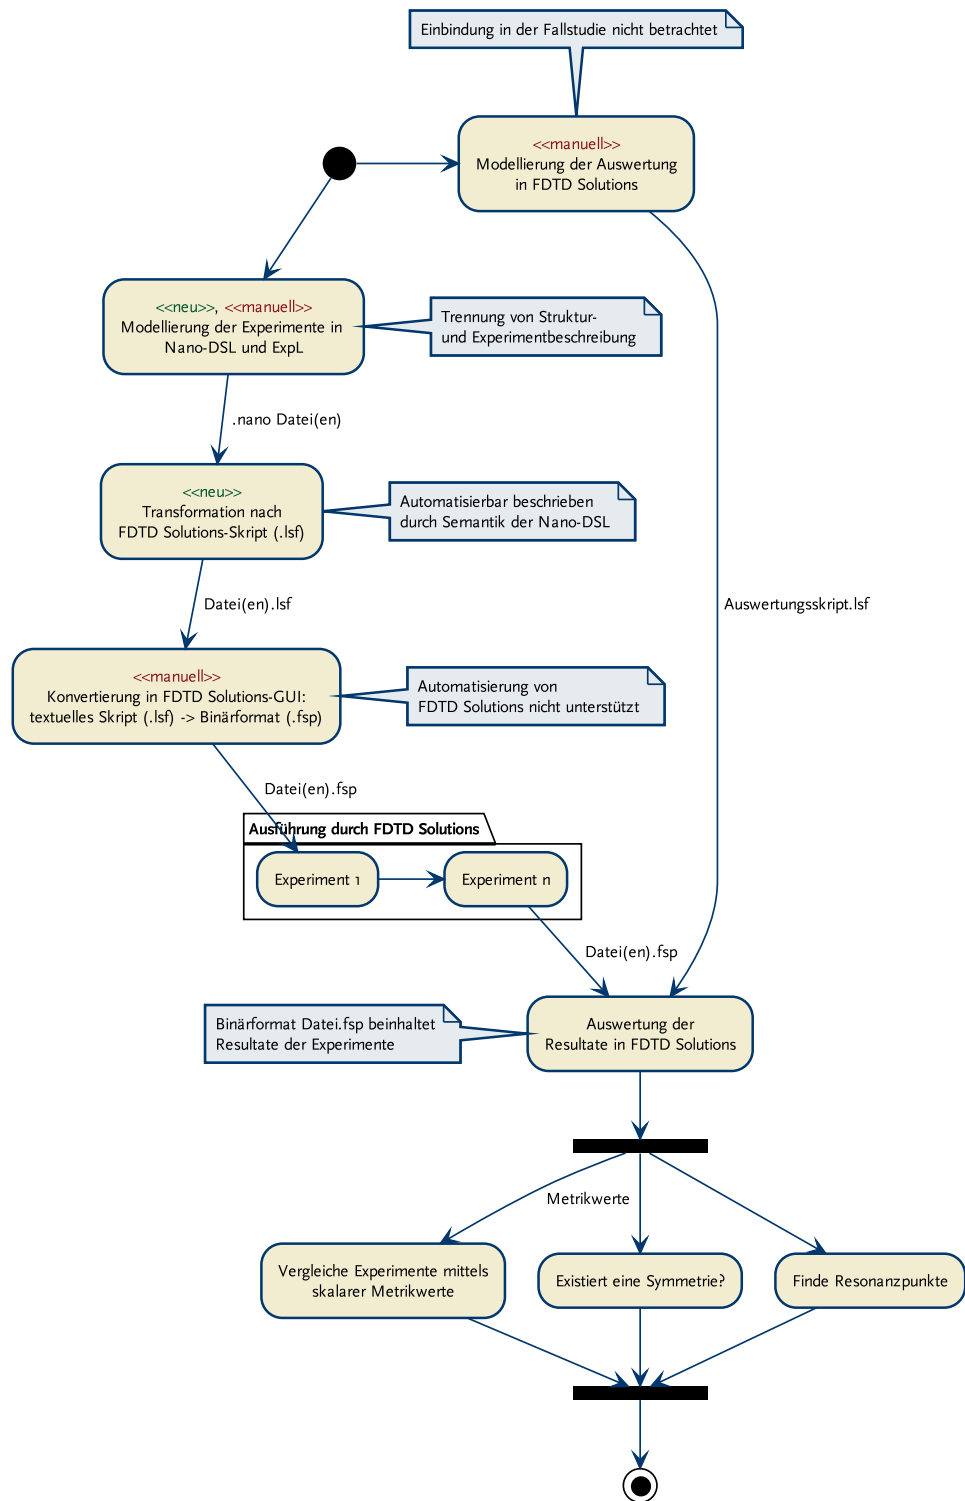 Einbindung in der Fallstudie nicht betrachtet
<<manuell>>
Modellierung der Auswertung
in FDTD Solutions
<<neu>>, <<manuell>>
Modellierung der Experimente in
Nano-DSL und ExpL
Trennung von Struktur-
und Experimentbeschreibung
.nano Datei(en)
<<neu>>
Transformation nach
FDTD Solutions-Skript (.lsf)
Automatisierbar beschrieben
durch Semantik der Nano-DSL
Datei(en).lsf
Auswertungsskript.lsf
<<manuell>>
Konvertierung in FDTD Solutions-GUI:
textuelles Skript (.lsf) -> Binärformat (.fsp)
Automatisierung von
FDTD Solutions nicht unterstützt
Datei(en).fsp
Ausführung durch FDTD Solutions
Experiment 1
Experiment n
Datei(en).fsp
Binärformat Datei.fsp beinhaltet
Resultate der Experimente
Auswertung der
Resultate in FDTD Solutions
Metrikwerte
Vergleiche Experimente mittels
skalarer Metrikwerte
Existiert eine Symmetrie?
Finde Resonanzpunkte